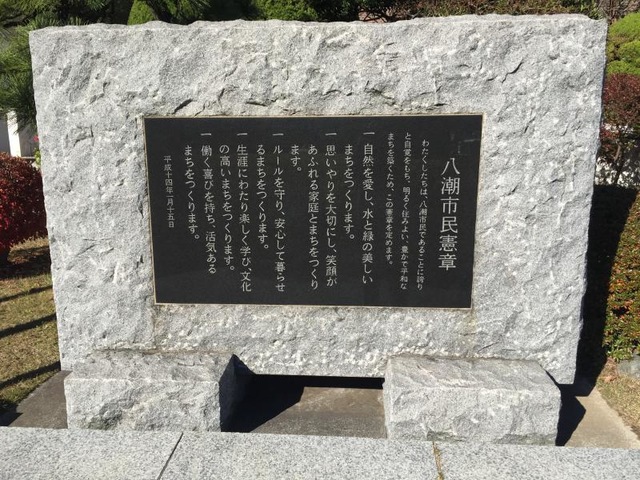 八潮市民憲章
わたくしたちは、八潮市民であることに誇り
と自覚をもち、明るく住みよい、豊かで平和な
まちを築くため、この憲章を定めます。
一 自然を愛し、水と緑の美しい
まちをつくります。
一 思いやりを大切にし、笑顔が
あふれる家庭とまちをつくり
ます。
一 ルールを守り、安心して暮らせ
るまちをつくります。
一 生涯にわたり楽しく学び、文化
の高いまちをつくります。
一 働く喜びを持ち、活気ある
まちをつくります。
平成十四年一月十五日